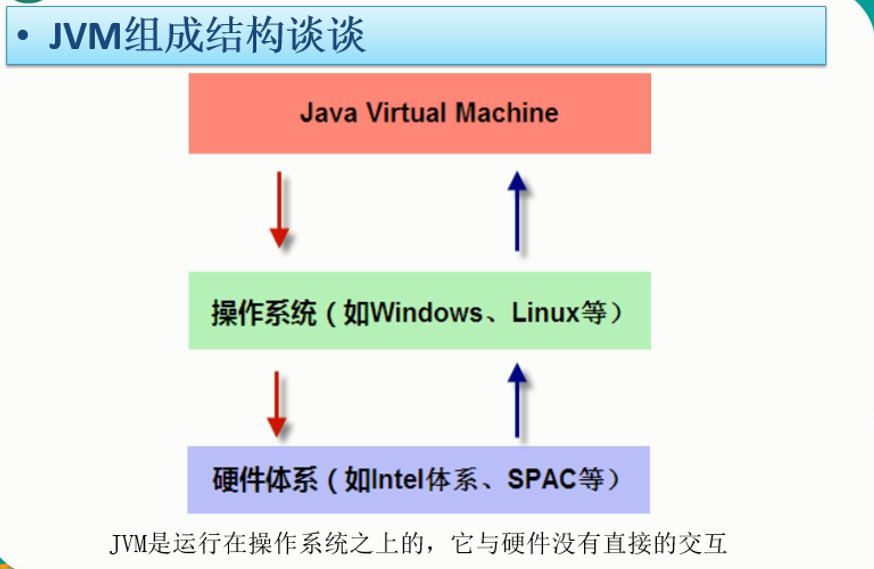 • JVM组成结构谈谈
Java Virtual Machine
操作系统（如Windows、Linux等）
硬件体系（如Intel体系、SPAC等）
JVM是运行在操作系统之上的，它与硬件没有直接的交互